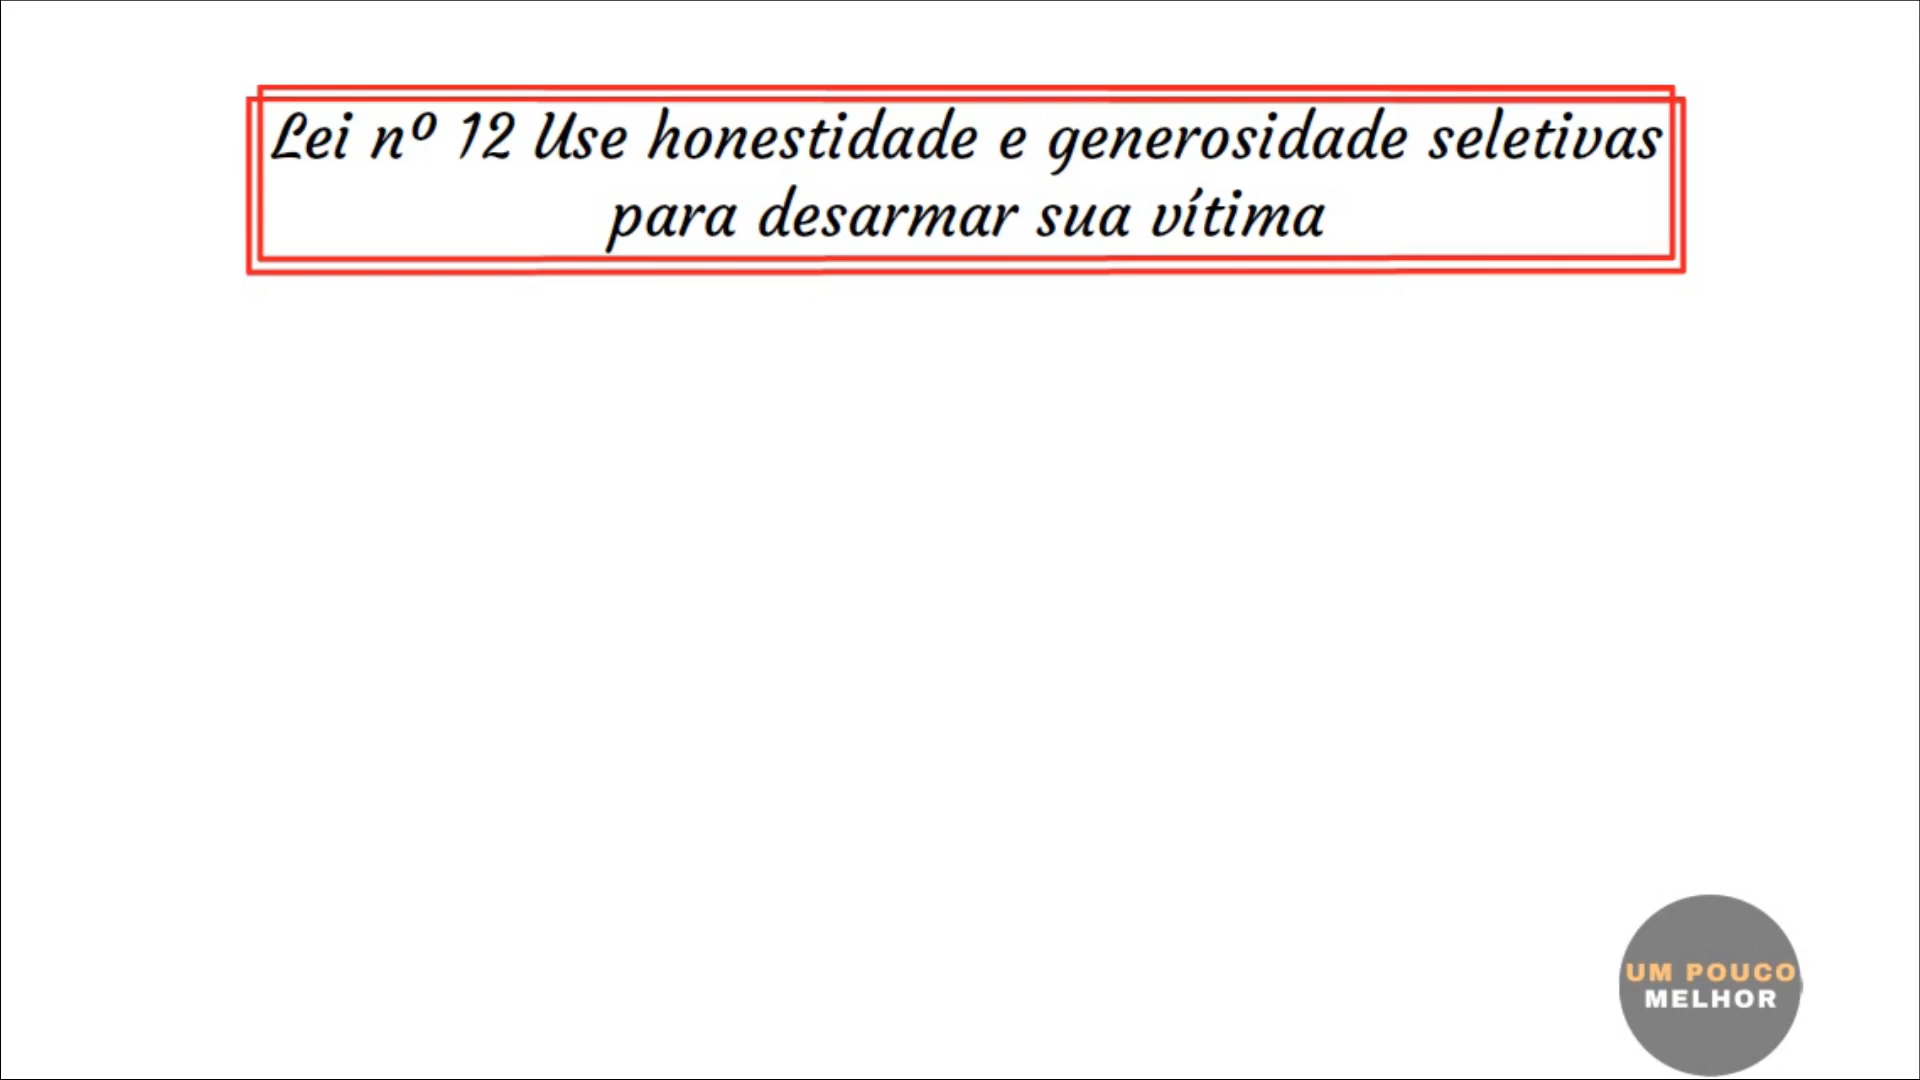 Lei nº 12 Use honestidade e generosidade seletivas
para desarmar sua vítima
UM POUCO
MELHOR